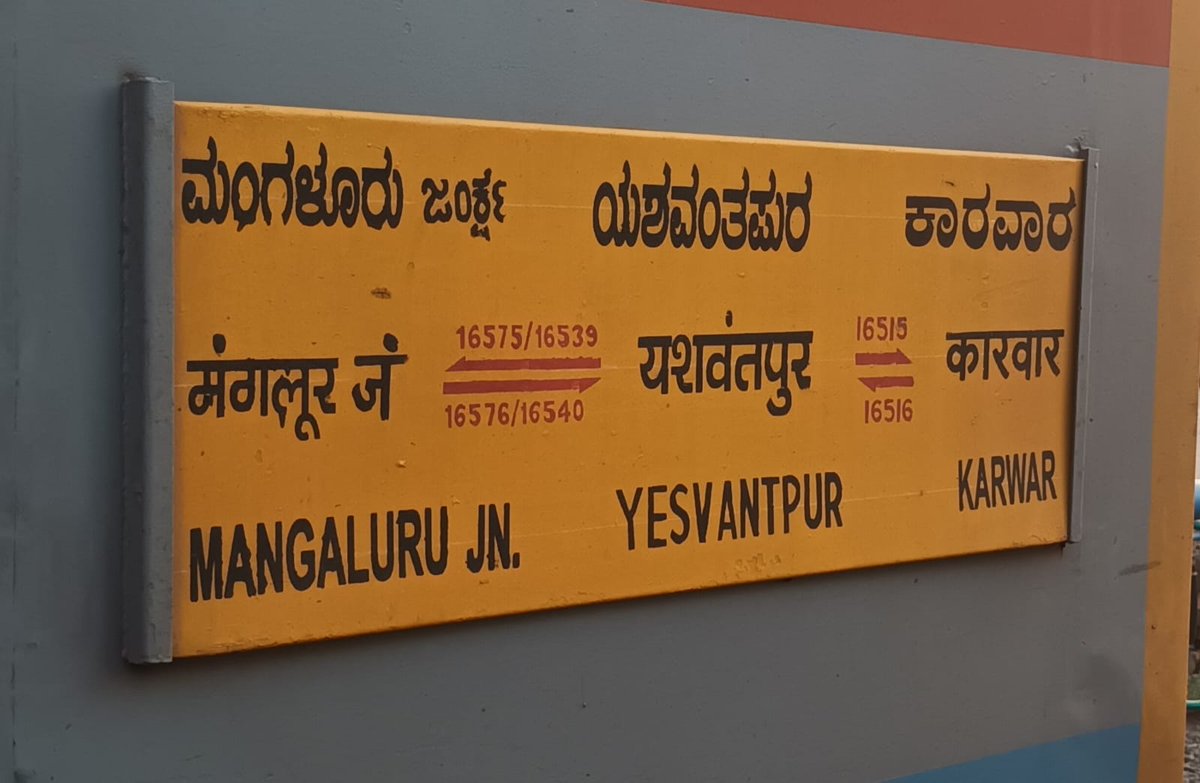 ಮಂಗಳೂರು ಜಂಕ್ಷ ಯಶವಂತಪುರ ಕಾರವಾರ
16575/16539 16515
मंगलूर जं यशवंतपुर कारवार
16576/16540 16516
MANGALURU JN. YESVANTPUR KARWAR